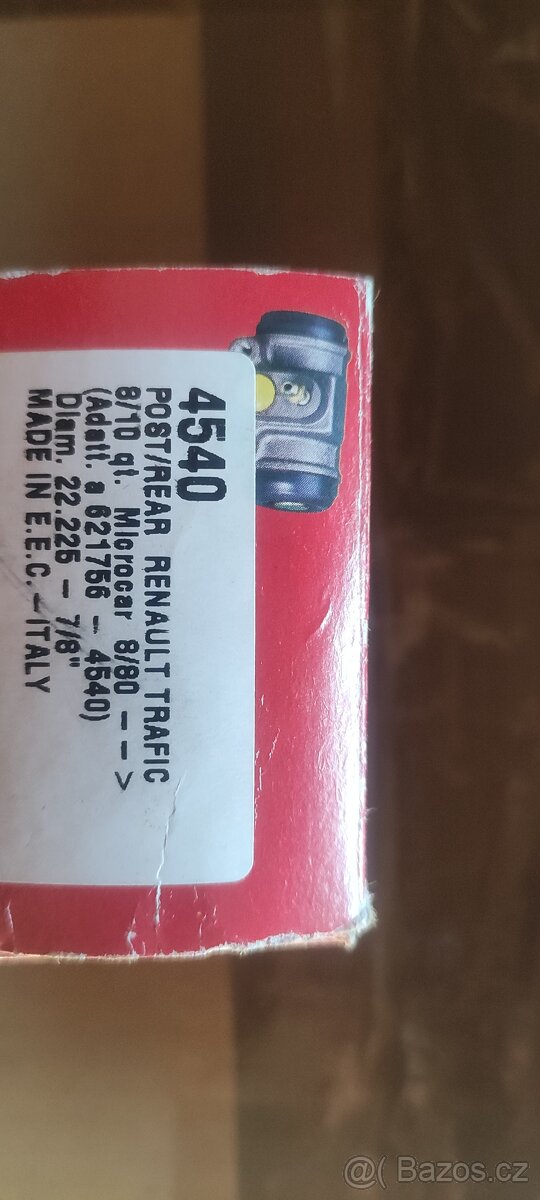 4540
POST/REAR RENAULT TRAFIC
8/10 qt. Microcar 8/80 -->
(Adatt. a 621756 - 4540)
Diam. 22.225 - 7/8"
MADE IN E.E.C. - ITALY
@( Bazoš.cz